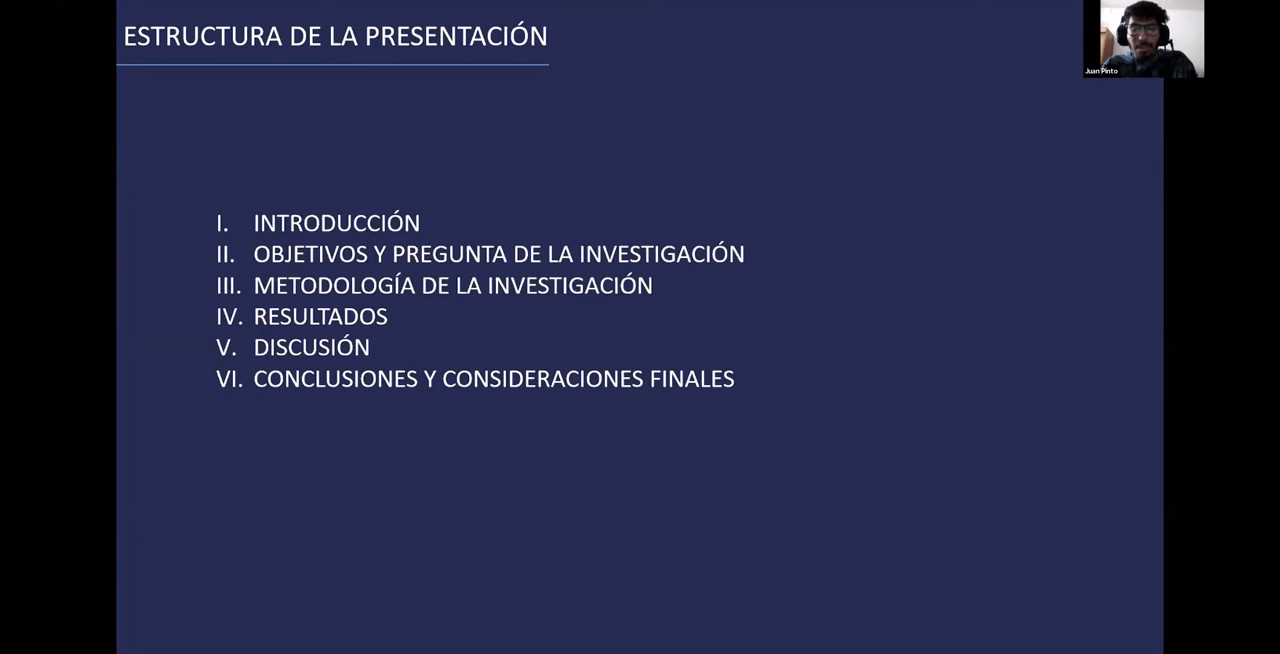 ESTRUCTURA DE LA PRESENTACIÓN
Juan Pinto
I. INTRODUCCIÓN
II. OBJETIVOS Y PREGUNTA DE LA INVESTIGACIÓN
III. METODOLOGÍA DE LA INVESTIGACIÓN
IV. RESULTADOS
V. DISCUSIÓN
VI. CONCLUSIONES Y CONSIDERACIONES FINALES